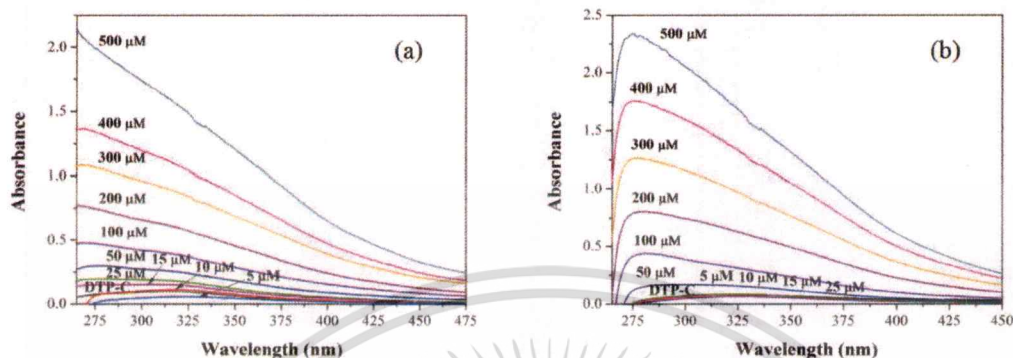 (a)
500 µM
400 µM
300 µM
200 µM
100 µM
50 µM
25 µM
15 µM
10 µM
5 µM
DTP-C
Absorbance
2.0
1.5
1.0
0.5
0.0
275 300 325 350 375 400 425 450 475
Wavelength (nm)
(b)
500 µM
400 µM
300 µM
200 µM
100 µM
50 µM
5 µM
10 µM
15 µM
25 µM
DTP-C
Absorbance
2.5
2.0
1.5
1.0
0.5
0.0
275 300 325 350 375 400 425 450
Wavelength (nm)